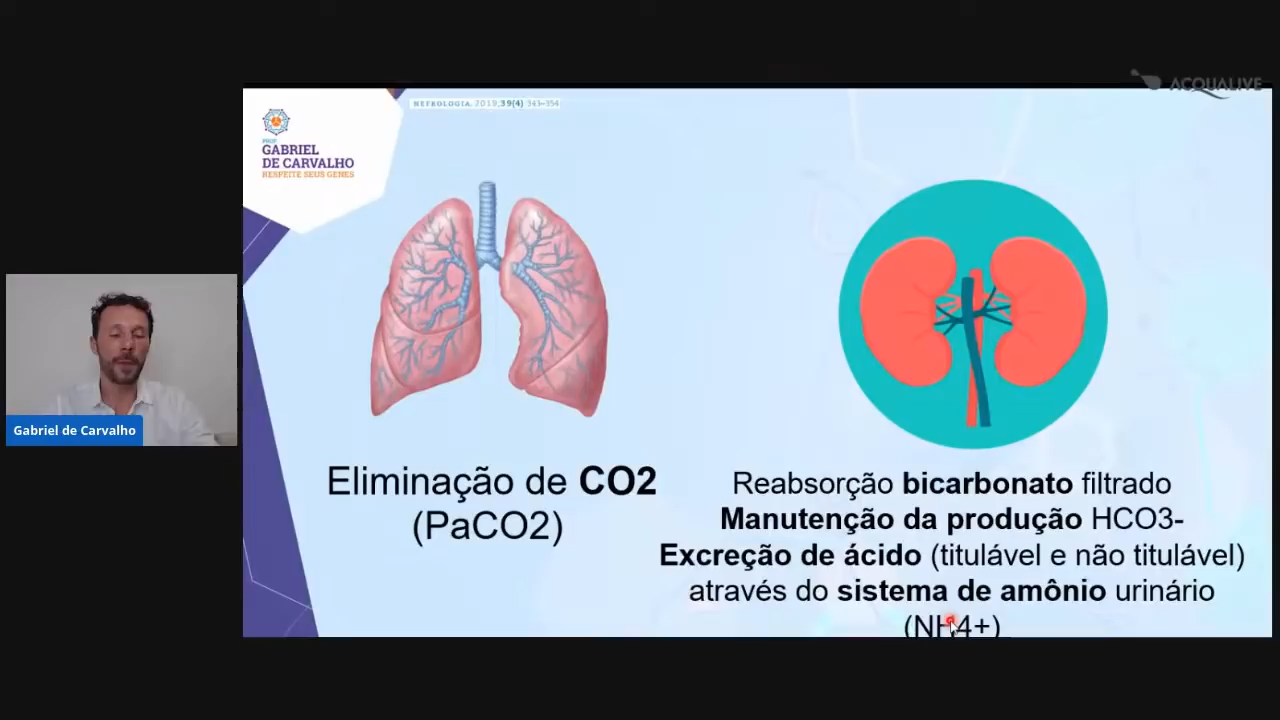 ACQUALIVE
NEFROLOGIA. 2019;39(4):343–354
PROF.
GABRIEL
DE CARVALHO
RESPEITE SEUS GENES
Eliminação de CO2
(PaCO2)
Reabsorção bicarbonato filtrado
Manutenção da produção HCO3-
Excreção de ácido (titulável e não titulável)
através do sistema de amônio urinário
(NH4+)
Gabriel de Carvalho